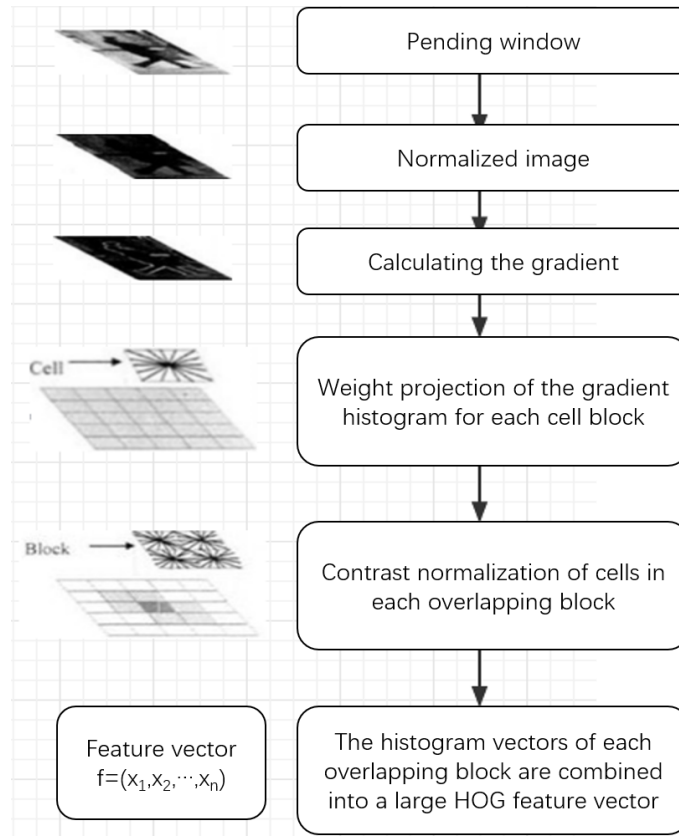 Pending window
Normalized image
Calculating the gradient
Cell
Weight projection of the gradient
histogram for each cell block
Block
Contrast normalization of cells in
each overlapping block
Feature vector
f=(x₁,x₂,⋯,xₙ)
The histogram vectors of each
overlapping block are combined
into a large HOG feature vector